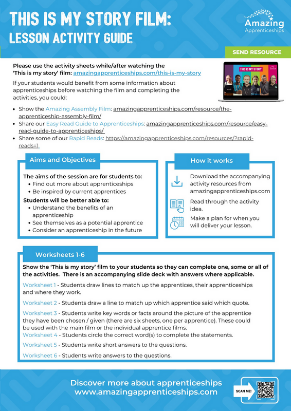 THIS IS MY STORY FILM:
LESSON ACTIVITY GUIDE
Amazing
Apprenticeships
SEND RESOURCE
Please use the activity sheets while/after watching the
'This is my story' film: amazingapprenticeships.com/this-is-my-story
If your students would benefit from some information about
apprenticeships before watching the film and completing the
activities, you could:
• Show the Amazing Assembly Film: amazingapprenticeships.com/resource/the-
apprenticeship-assembly-film/
• Share our Easy Read Guide to Apprenticeships: amazingapprenticeships.com/resource/easy-
read-guide-to-apprenticeships/
• Share some of our Rapid Reads: https://amazingapprenticeships.com/resources/?rapid-
reads=1
Aims and Objectives
The aims of the session are for students to:
• Find out more about apprenticeships
• Be inspired by current apprentices
Students will be better able to:
• Understand the benefits of an
apprenticeship
• See themselves as a potential apprentice
• Consider an apprenticeship in the future
How it works
Download the accompanying
activity resources from
amazingapprenticeships.com
Read through the activity
idea.
Make a plan for when you
will deliver your lesson.
Worksheets 1-6
Show the 'This is my story' film to your students so they can complete one, some or all of
the activities. There is an accompanying slide deck with answers where applicable.
Worksheet 1 - Students draw lines to match up the apprentices, their apprenticeships
and where they work.
Worksheet 2 - Students draw a line to match up which apprentice said which quote.
Worksheet 3 - Students write key words or facts around the picture of the apprentice
they have been chosen / given (there are six sheets, one per apprentice). These could
be used with the main film or the individual apprentice films.
Worksheet 4 - Students circle the correct word(s) to complete the statements.
Worksheet 5 - Students write short answers to the questions.
Worksheet 6 - Students write answers to the questions.
Discover more about apprenticeships
www.amazingapprenticeships.com
SCAN ME!